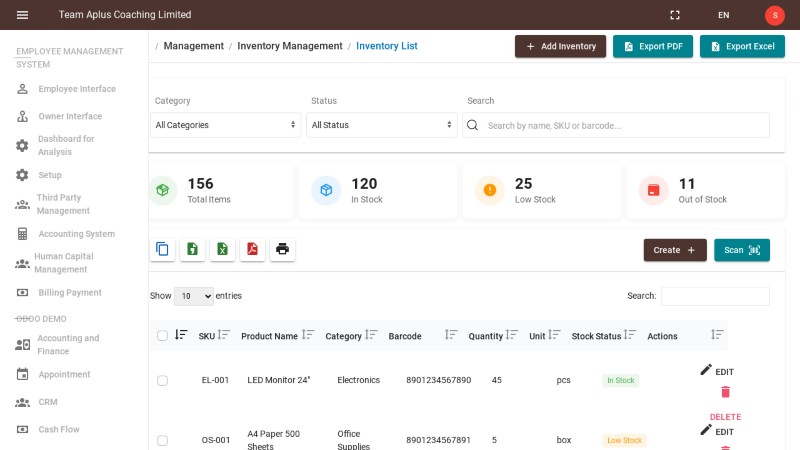 Team Aplus Coaching Limited
EN
S
EMPLOYEE MANAGEMENT
SYSTEM
Employee Interface
Owner Interface
Dashboard for
Analysis
Setup
Third Party
Management
Accounting System
Human Capital
Management
Billing Payment
ODOO DEMO
Accounting and
Finance
Appointment
CRM
Cash Flow
/ Management / Inventory Management / Inventory List
+ Add Inventory
Export PDF
Export Excel
Category
Status
Search
All Categories
All Status
Search by name, SKU or barcode...
156
Total Items
120
In Stock
25
Low Stock
11
Out of Stock
Create +
Scan
Show 10 entries
Search:
SKU Product Name Category Barcode Quantity Unit Stock Status Actions
EL-001 LED Monitor 24" Electronics 8901234567890 45 pcs In Stock EDIT
DELETE
OS-001 A4 Paper 500 Sheets Office Supplies 8901234567891 5 box Low Stock EDIT